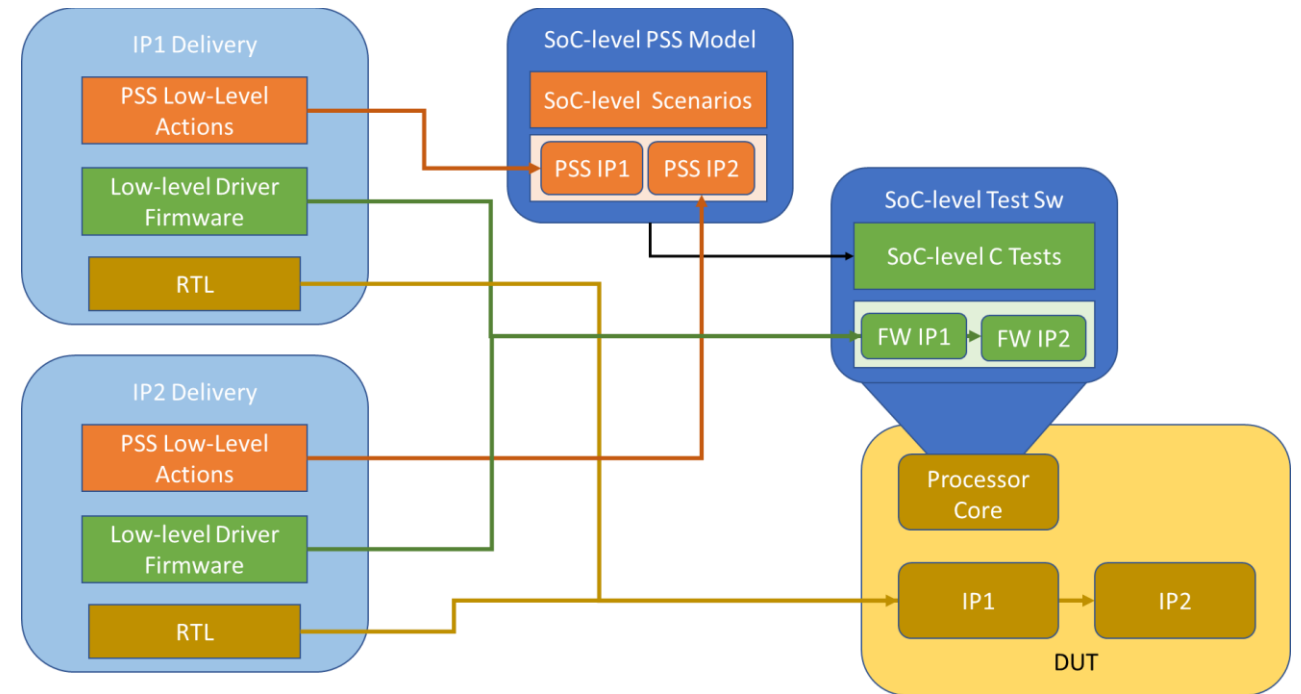 IP1 Delivery
PSS Low-Level
Actions
Low-level Driver
Firmware
RTL
IP2 Delivery
PSS Low-Level
Actions
Low-level Driver
Firmware
RTL
SoC-level PSS Model
SoC-level Scenarios
PSS IP1
PSS IP2
SoC-level Test Sw
SoC-level C Tests
FW IP1
FW IP2
Processor
Core
IP1
IP2
DUT